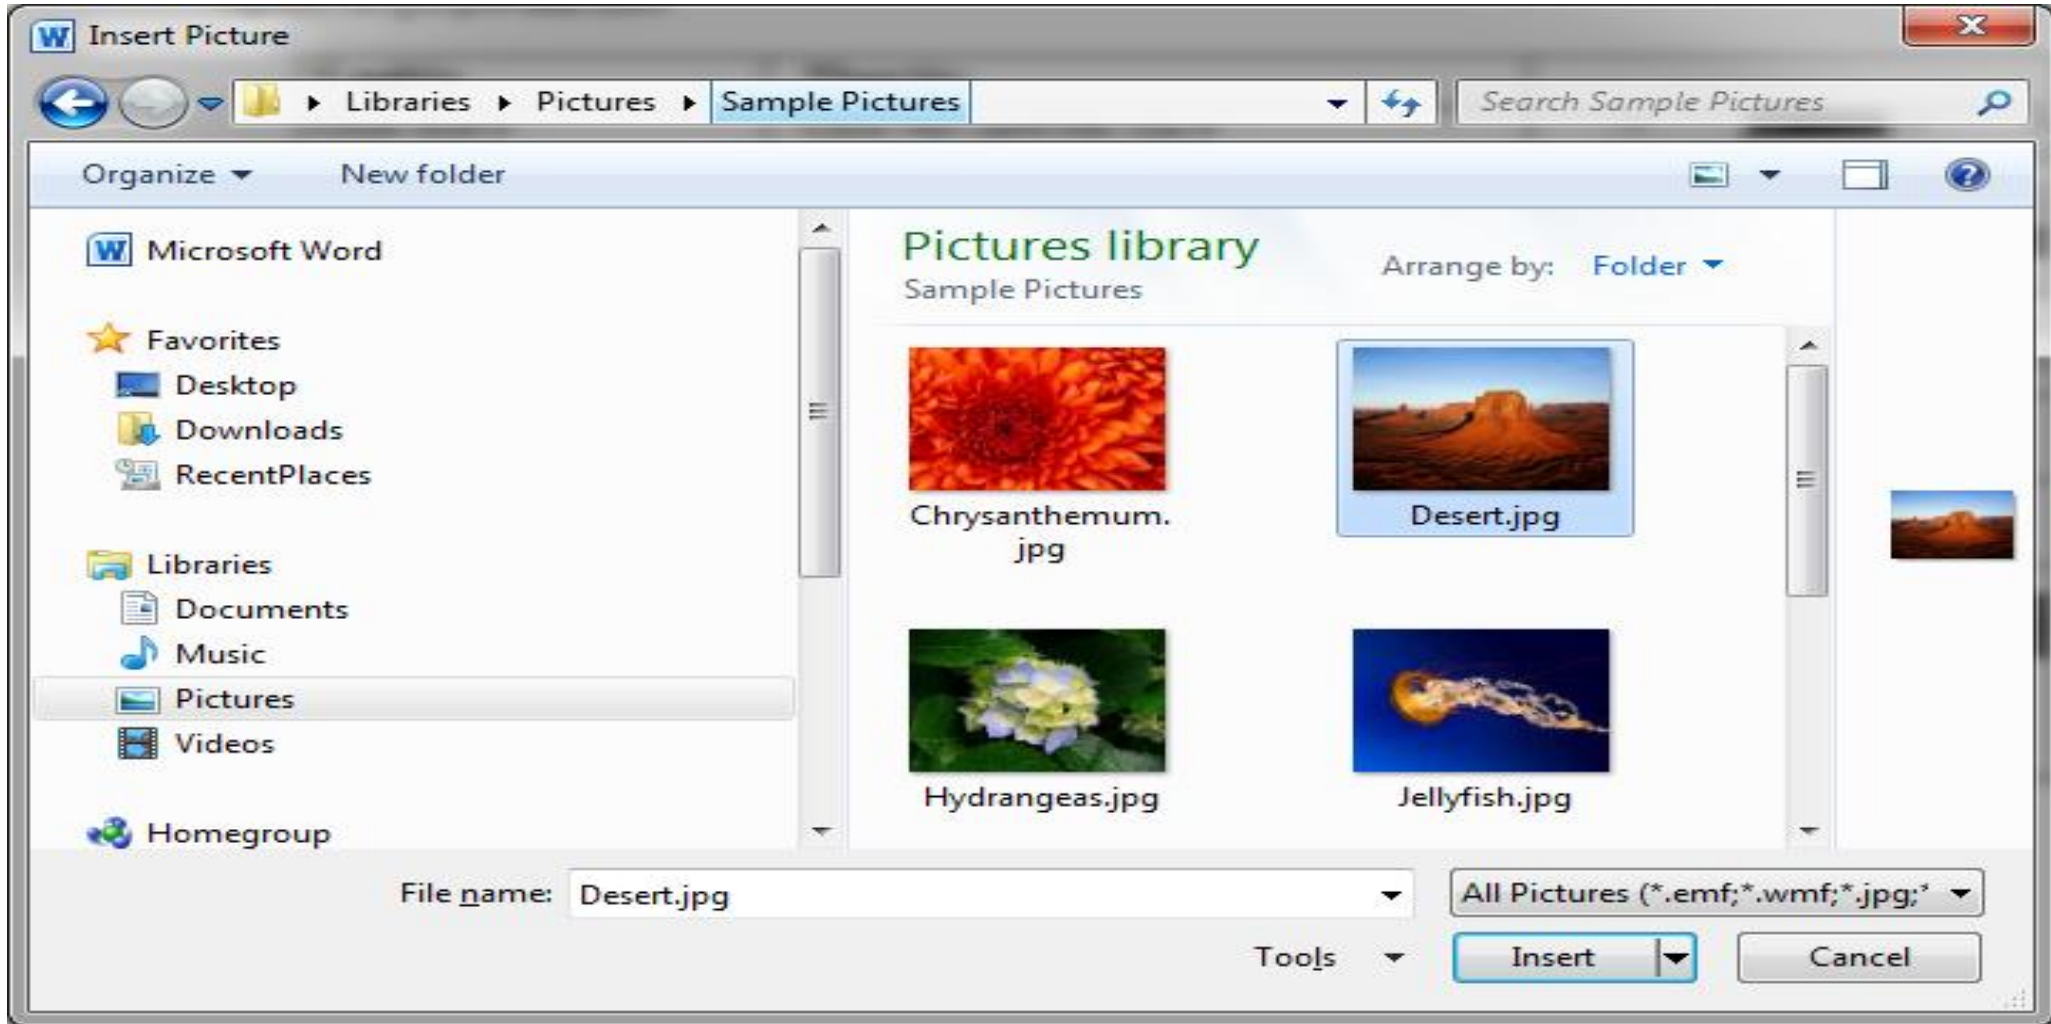 Insert Picture
Libraries Pictures Sample Pictures
Search Sample Pictures
Organize New folder
Microsoft Word
Favorites
Desktop
Downloads
RecentPlaces
Libraries
Documents
Music
Pictures
Videos
Homegroup
Pictures library
Sample Pictures
Arrange by: Folder
Chrysanthemum.
jpg
Desert.jpg
Hydrangeas.jpg
Jellyfish.jpg
File name: Desert.jpg
All Pictures (*.emf;*.wmf;*.jpg;*
Tools Insert Cancel